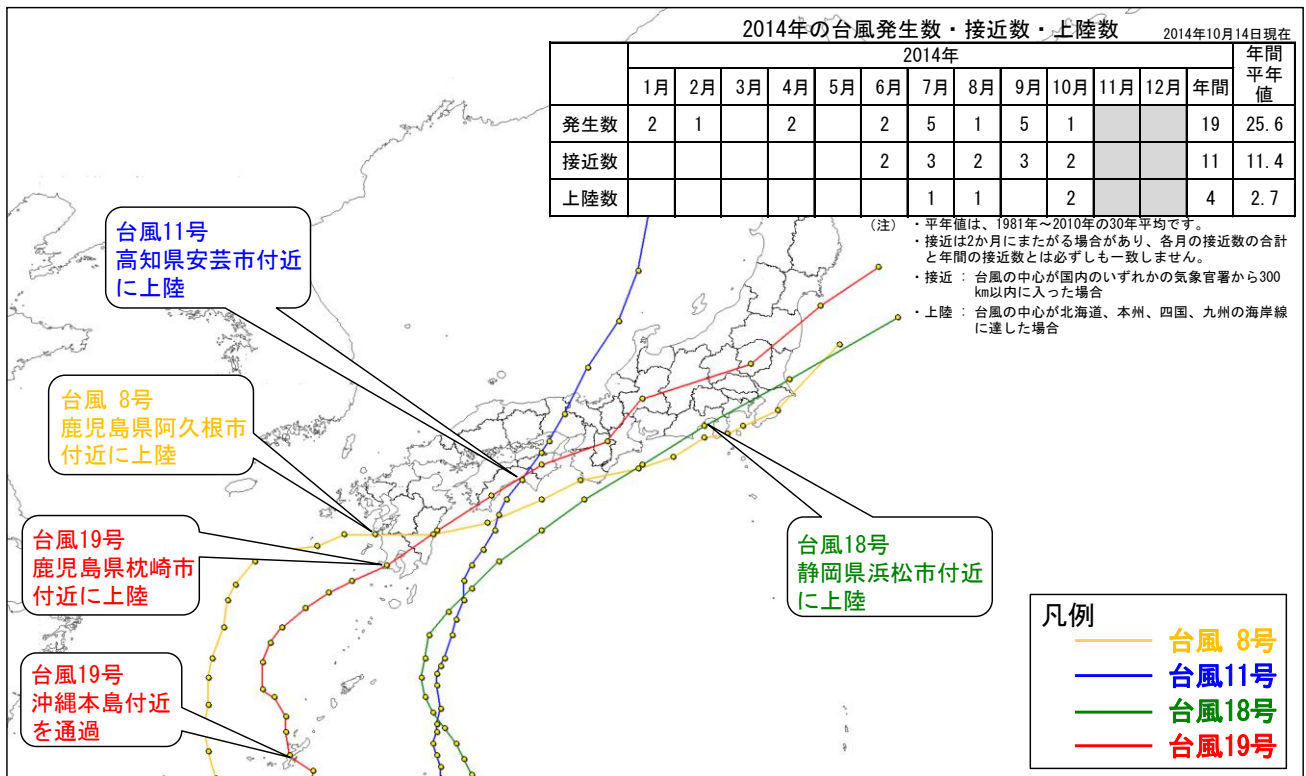 2014年の台風発生数・接近数・上陸数
2014年10月14日現在
2014年 年間平年値
1月 2月 3月 4月 5月 6月 7月 8月 9月 10月 11月 12月 年間
発生数 2 1 2 2 5 1 5 1 19 25.6
接近数 2 3 2 3 2 11 11.4
上陸数 1 1 2 4 2.7
(注) ・平年値は、1981年~2010年の30年平均です。
・接近は2か月にまたがる場合があり、各月の接近数の合計
と年間の接近数とは必ずしも一致しません。
・接近 : 台風の中心が国内のいずれかの気象官署から300
km以内に入った場合
・上陸 : 台風の中心が北海道、本州、四国、九州の海岸線
に達した場合
台風11号
高知県安芸市付近
に上陸
台風 8号
鹿児島県阿久根市
付近に上陸
台風19号
鹿児島県枕崎市
付近に上陸
台風18号
静岡県浜松市付近
に上陸
台風19号
沖縄本島付近
を通過
凡例
台風 8号
台風11号
台風18号
台風19号